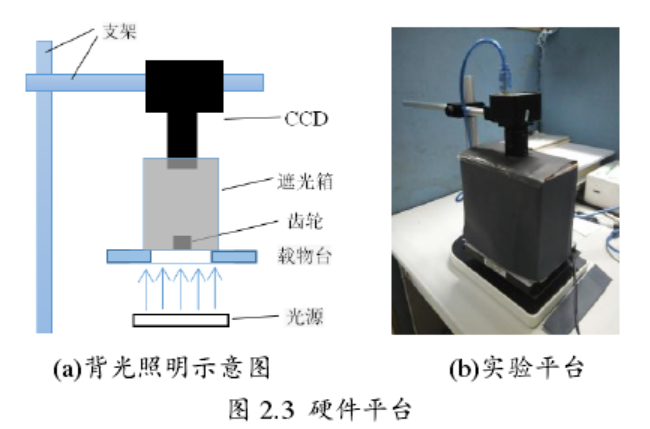 支架
CCD
遮光箱
齿轮
载物台
光源
(a)背光照明示意图
(b)实验平台
图 2.3 硬件平台